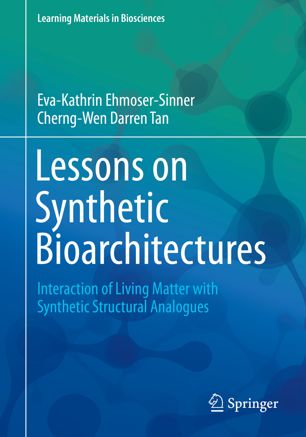 Learning Materials in Biosciences
Eva-Kathrin Ehmoser-Sinner
Cherng-Wen Darren Tan
Lessons on
Synthetic
Bioarchitectures
Interaction of Living Matter with
Synthetic Structural Analogues
Springer